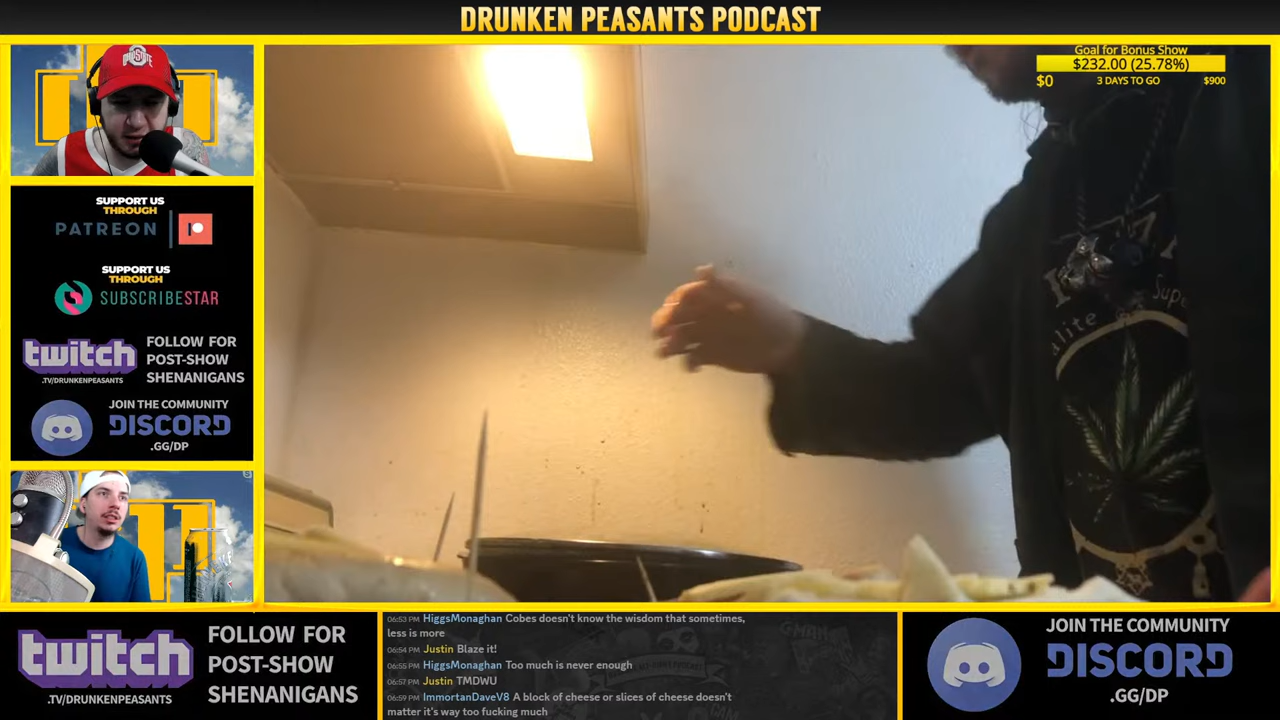 DRUNKEN PEASANTS PODCAST
Goal for Bonus Show
$232.00 (25.78%)
$0
3 DAYS TO GO
$900
SUPPORT US
THROUGH
PATREON
SUPPORT US
THROUGH
SUBSCRIBESTAR
twitch
.TV/DRUNKENPEASANTS
FOLLOW FOR
POST-SHOW
SHENANIGANS
JOIN THE COMMUNITY
DISCORD
.GG/DP
twitch
.TV/DRUNKENPEASANTS
FOLLOW FOR
POST-SHOW
SHENANIGANS
06:53 PM HiggsMonaghan Cobes doesn't know the wisdom that sometimes,
less is more
06:54 PM Justin Blaze it!
06:55 PM HiggsMonaghan Too much is never enough
06:57 PM Justin TMDWU
06:59 PM ImmortanDaveV8 A block of cheese or slices of cheese doesn't
matter it's way too fucking much
JOIN THE COMMUNITY
DISCORD
.GG/DP